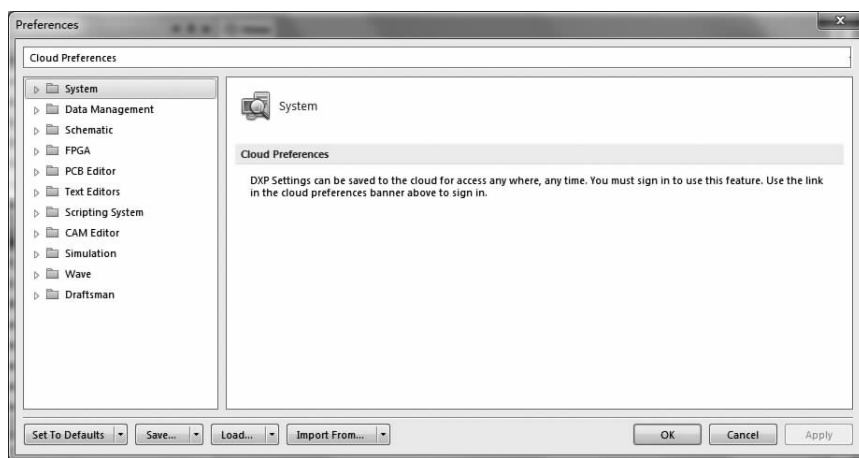 Preferences
Cloud Preferences
System
Data Management
Schematic
FPGA
PCB Editor
Text Editors
Scripting System
CAM Editor
Simulation
Wave
Draftsman
System
Cloud Preferences
DXP Settings can be saved to the cloud for access any where, any time. You must sign in to use this feature. Use the link
in the cloud preferences banner above to sign in.
Set To Defaults
Save...
Load...
Import From...
OK
Cancel
Apply